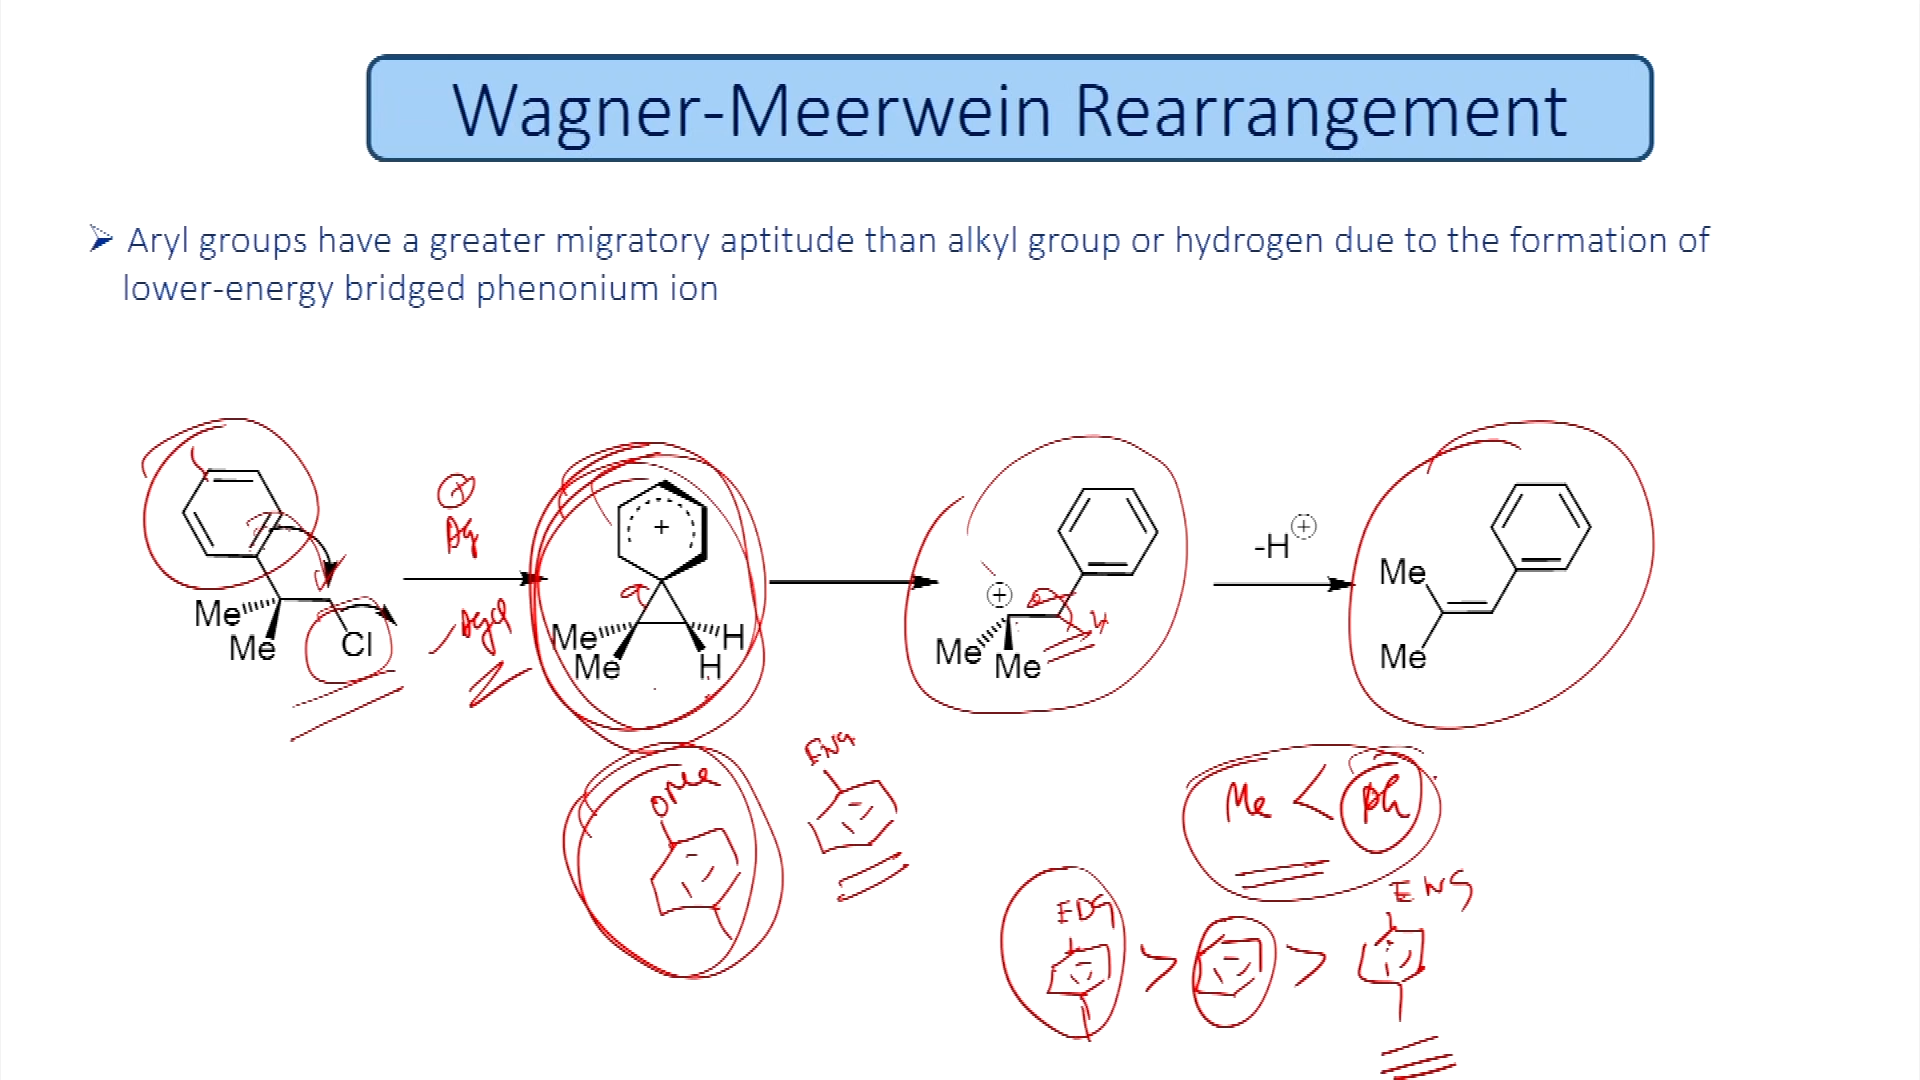 Wagner-Meerwein Rearrangement
➢ Aryl groups have a greater migratory aptitude than alkyl group or hydrogen due to the formation of
lower-energy bridged phenonium ion
⊕
Ag
-AgCl
Me
Me
Cl
+
Me
Me
H
H
⊕
Me
Me
H
-H⊕
Me
Me
OMe
EWG
Me < Ph
EDG
EWG
> >